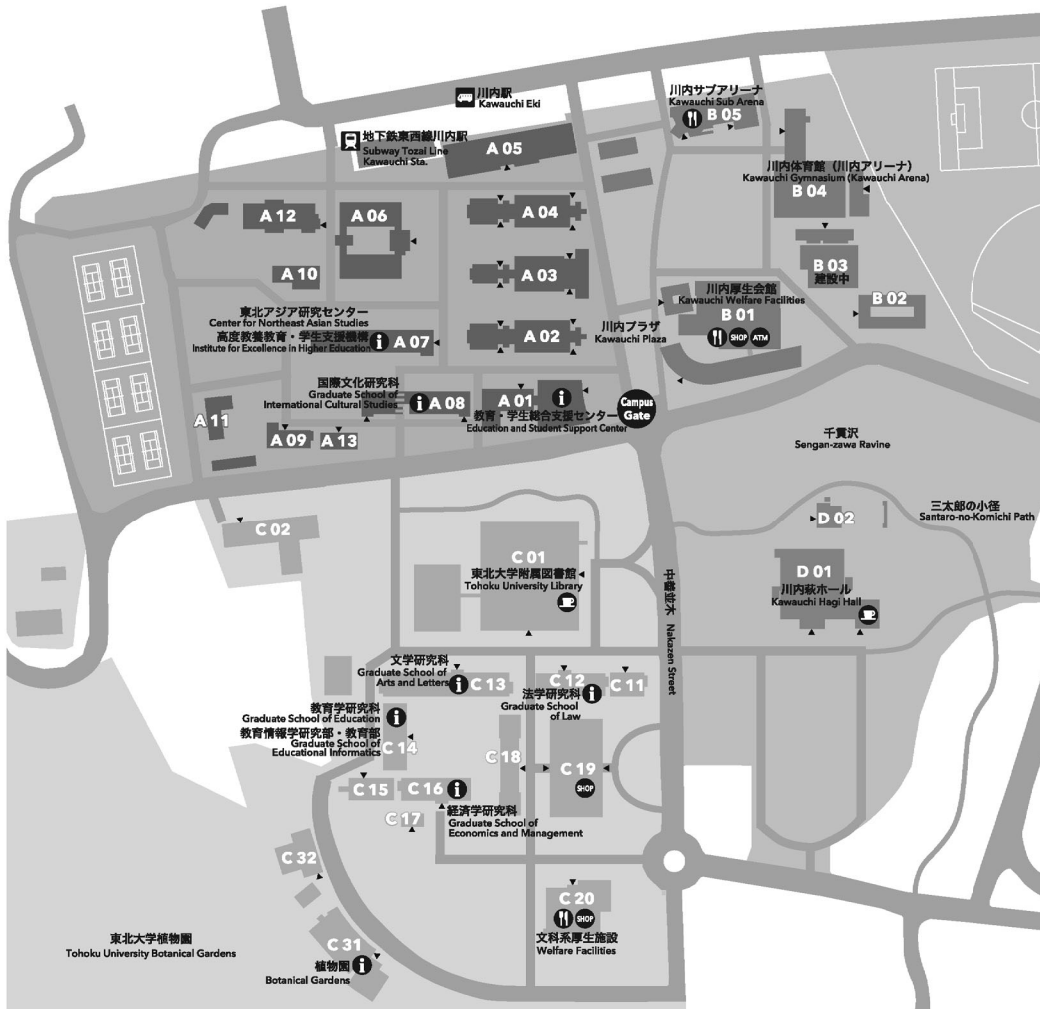 川内駅
Kawauchi Eki
地下鉄東西線川内駅
Subway Tozai Line
Kawauchi Sta.
A 05
川内サブアリーナ
Kawauchi Sub Arena
B 05
川内体育館（川内アリーナ）
Kawauchi Gymnasium (Kawauchi Arena)
B 04
A 12
A 06
A 04
A 10
A 03
B 03
建設中
川内厚生会館
Kawauchi Welfare Facilities
B 01
SHOP
ATM
B 02
東北アジア研究センター
Center for Northeast Asian Studies
高度教養教育・学生支援機構
Institute for Excellence in Higher Education
A 07
A 02
川内プラザ
Kawauchi Plaza
国際文化研究科
Graduate School of
International Cultural Studies
A 08
A 01
教育・学生総合支援センター
Education and Student Support Center
Campus
Gate
A 11
A 09
A 13
千貫沢
Sengan-zawa Ravine
三太郎の小径
Santaro-no-Komichi Path
C 02
C 01
東北大学附属図書館
Tohoku University Library
D 02
D 01
川内萩ホール
Kawauchi Hagi Hall
中善並木 Nakazen Street
文学研究科
Graduate School of
Arts and Letters
C 13
C 12
C 11
法学研究科
Graduate School
of Law
教育学研究科
Graduate School of Education
教育情報学研究部・教育部
Graduate School of
Educational Informatics
C 14
C 18
C 19
SHOP
C 15
C 16
経済学研究科
Graduate School of
Economics and Management
C 17
C 32
C 20
SHOP
文科系厚生施設
Welfare Facilities
東北大学植物園
Tohoku University Botanical Gardens
C 31
植物園
Botanical Gardens